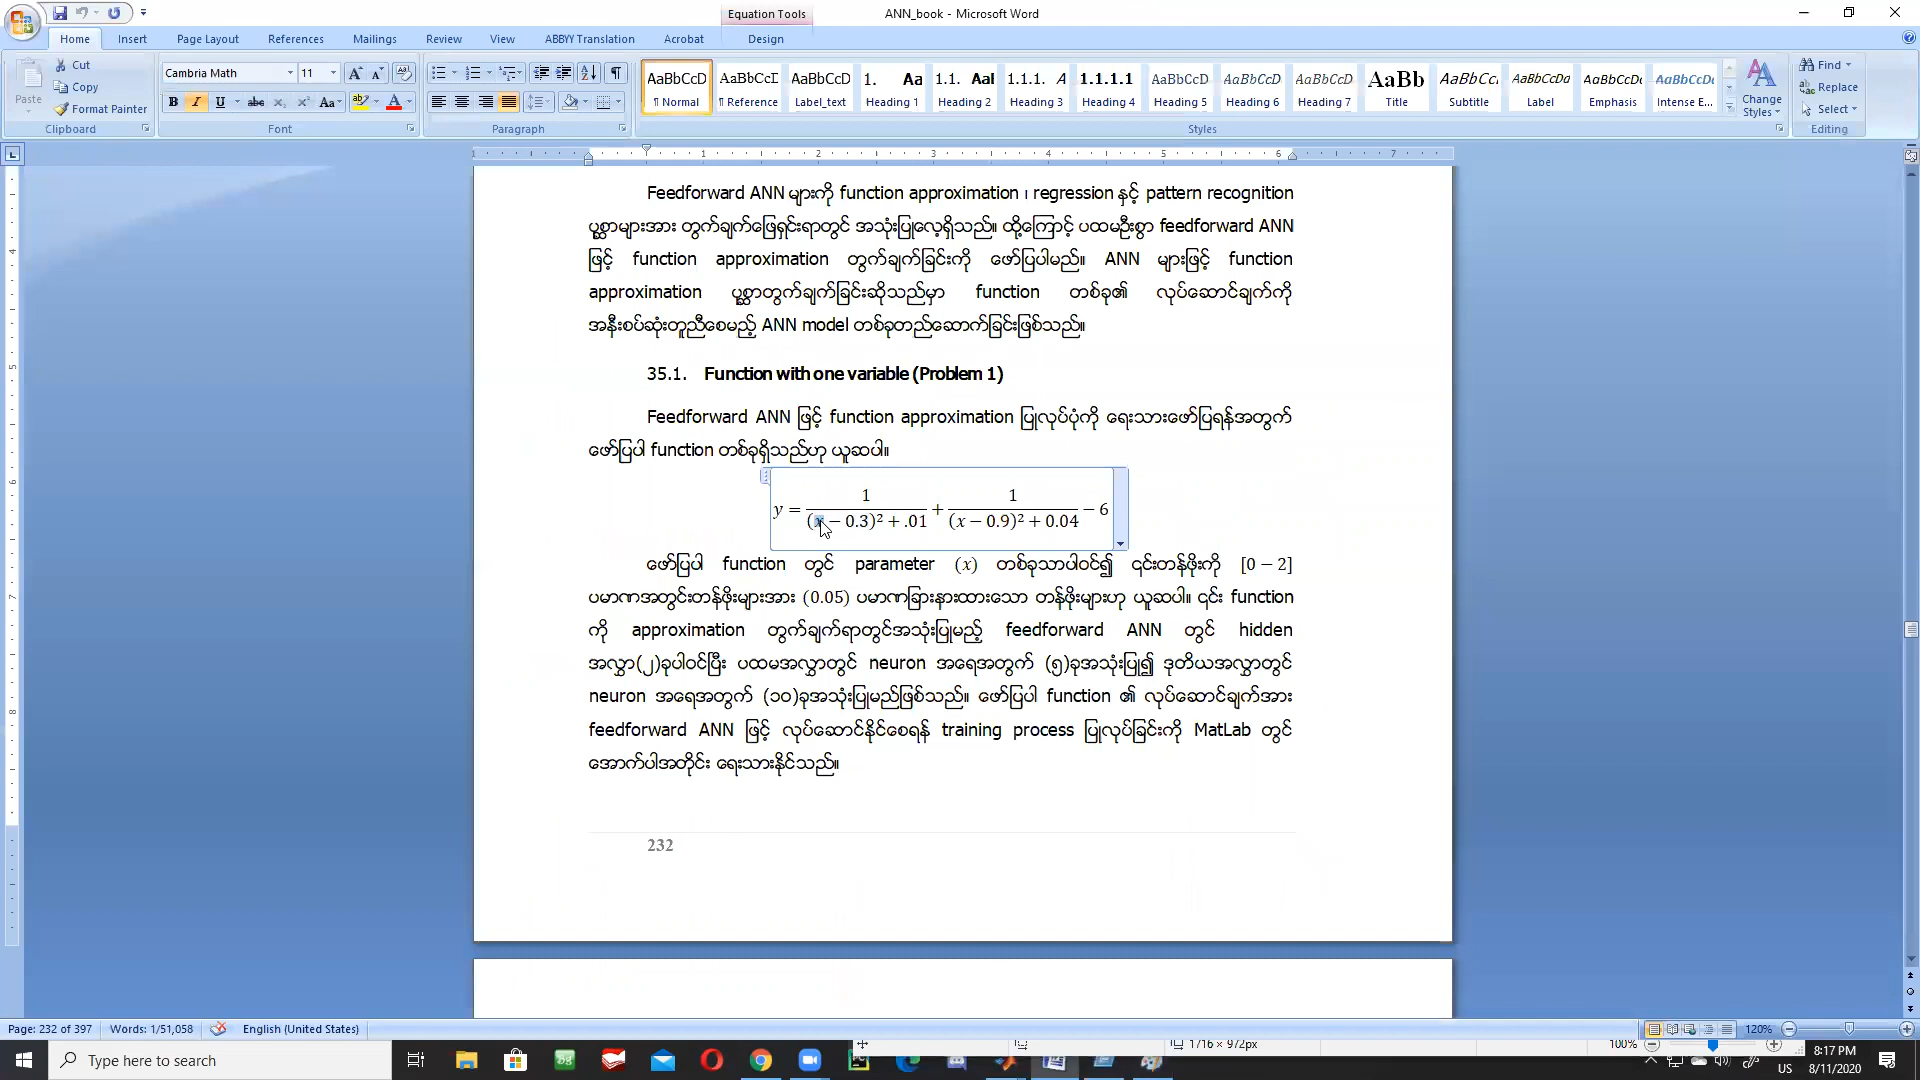 Equation Tools
ANN_book - Microsoft Word
Home Insert Page Layout References Mailings Review View ABBYY Translation Acrobat Design
Paste
Cut
Copy
Format Painter
Clipboard
Cambria Math 11
B I U abc x₂ x² Aa
Font
Paragraph
AaBbCcD AaBbCcD AaBbCcD 1. Aa 1.1. Aal 1.1.1. A 1.1.1.1 AaBbCcD AaBbCcD AaBbCcD AaBb AaBbCc AaBbCcDd AaBbCcDc AaBbCcDd
¶ Normal ¶ Reference Label_text Heading 1 Heading 2 Heading 3 Heading 4 Heading 5 Heading 6 Heading 7 Title Subtitle Label Emphasis Intense E...
Styles
Change Styles
Find
Replace
Select
Editing
Feedforward ANN များကို function approximation ၊ regression နှင့် pattern recognition
ပုစ္ဆာများအား တွက်ချက်ဖြေရှင်းရာတွင် အသုံးပြုလေ့ရှိသည်။ ထို့ကြောင့် ပထမဦးစွာ feedforward ANN
ဖြင့် function approximation တွက်ချက်ခြင်းကို ဖော်ပြပါမည်။ ANN များဖြင့် function
approximation ပုစ္ဆာတွက်ချက်ခြင်းဆိုသည်မှာ function တစ်ခု၏ လုပ်ဆောင်ချက်ကို
အနီးစပ်ဆုံးတူညီစေမည့် ANN model တစ်ခုတည်ဆောက်ခြင်းဖြစ်သည်။
35.1. Function with one variable (Problem 1)
Feedforward ANN ဖြင့် function approximation ပြုလုပ်ပုံကို ရေးသားဖော်ပြရန်အတွက်
ဖော်ပြပါ function တစ်ခုရှိသည်ဟု ယူဆပါ။
y = 1/((x − 0.3)² + .01) + 1/((x − 0.9)² + 0.04) − 6
ဖော်ပြပါ function တွင် parameter (x) တစ်ခုသာပါဝင်၍ ၎င်းတန်ဖိုးကို [0 − 2]
ပမာဏအတွင်းတန်ဖိုးများအား (0.05) ပမာဏခြားနားထားသော တန်ဖိုးများဟု ယူဆပါ။ ၎င်း function
ကို approximation တွက်ချက်ရာတွင်အသုံးပြုမည့် feedforward ANN တွင် hidden
အလွှာ(၂)ခုပါဝင်ပြီး ပထမအလွှာတွင် neuron အရေအတွက် (၅)ခုအသုံးပြု၍ ဒုတိယအလွှာတွင်
neuron အရေအတွက် (၁၀)ခုအသုံးပြုမည်ဖြစ်သည်။ ဖော်ပြပါ function ၏ လုပ်ဆောင်ချက်အား
feedforward ANN ဖြင့် လုပ်ဆောင်နိုင်စေရန် training process ပြုလုပ်ခြင်းကို MatLab တွင်
အောက်ပါအတိုင်း ရေးသားနိုင်သည်။
232
Page: 232 of 397 Words: 1/51,058 English (United States) 120%
1/16 × 972px 100%
Type here to search
8:17 PM
US 8/11/2020